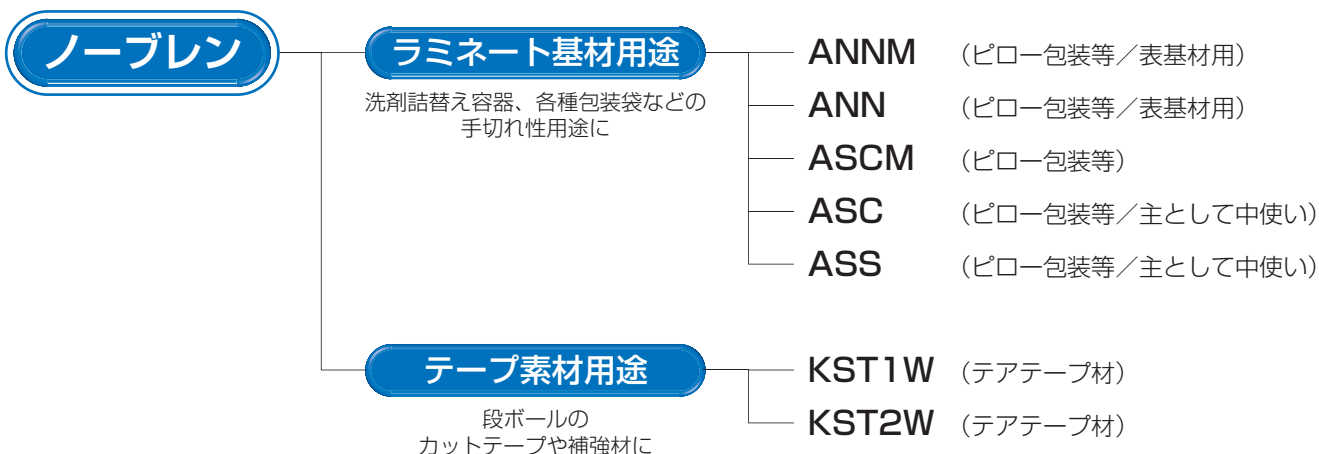 ノーブレン
ラミネート基材用途
洗剤詰替え容器、各種包装袋などの
手切れ性用途に
ANNM （ピロー包装等／表基材用）
ANN （ピロー包装等／表基材用）
ASCM （ピロー包装等）
ASC （ピロー包装等／主として中使い）
ASS （ピロー包装等／主として中使い）
テープ素材用途
段ボールの
カットテープや補強材に
KST1W （テアテープ材）
KST2W （テアテープ材）